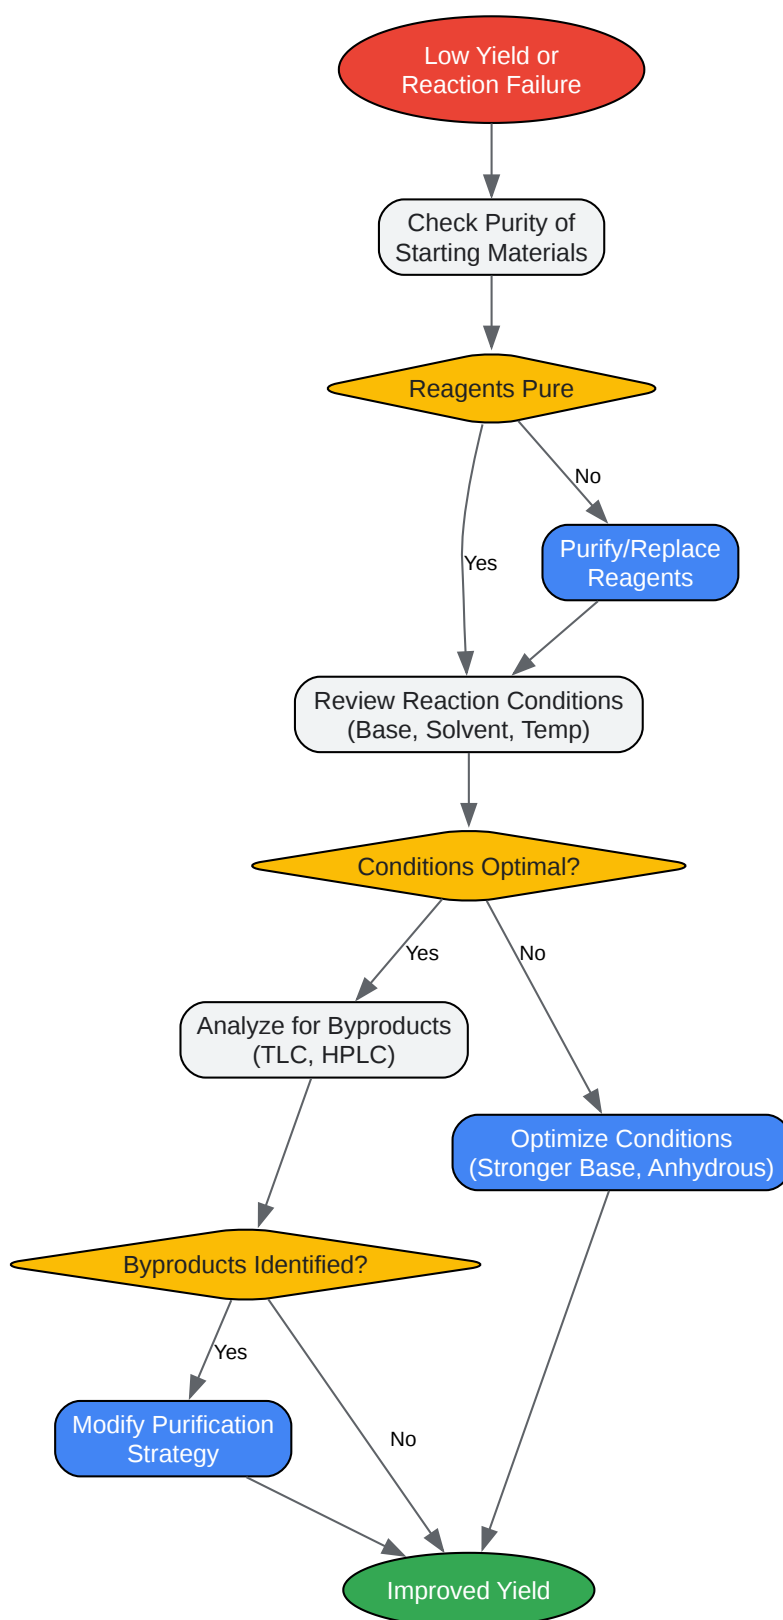 Low Yield or
Reaction Failure
Check Purity of
Starting Materials
Reagents Pure
No
Purify/Replace
Reagents
Yes
Review Reaction Conditions
(Base, Solvent, Temp)
Conditions Optimal?
Yes
No
Analyze for Byproducts
(TLC, HPLC)
Optimize Conditions
(Stronger Base, Anhydrous)
Byproducts Identified?
Yes
Modify Purification
Strategy
No
Improved Yield